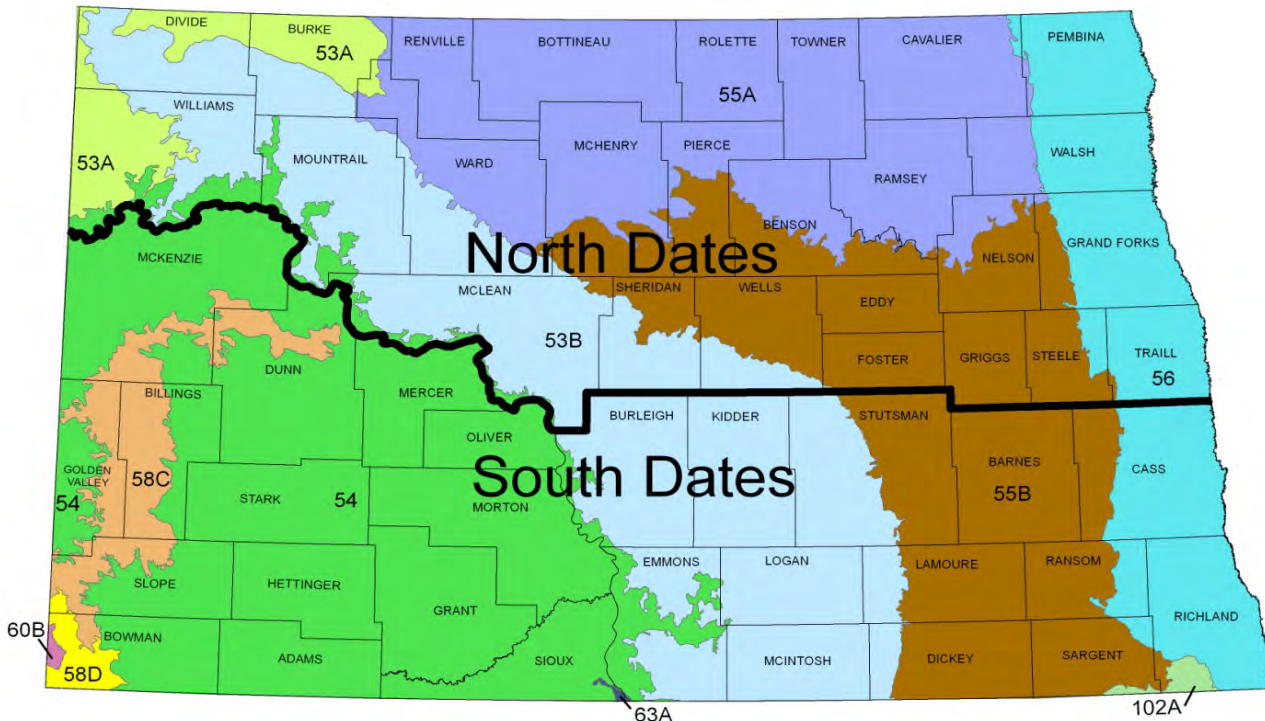 DIVIDE
BURKE
53A
RENVILLE
BOTTINEAU
ROLETTE
TOWNER
CAVALIER
PEMBINA
55A
WILLIAMS
53A
MOUNTRAIL
WARD
MCHENRY
PIERCE
RAMSEY
WALSH
BENSON
NELSON
GRAND FORKS
North Dates
MCKENZIE
MCLEAN
SHERIDAN
WELLS
EDDY
53B
FOSTER
GRIGGS
STEELE
TRAILL
56
DUNN
BILLINGS
MERCER
BURLEIGH
KIDDER
STUTSMAN
OLIVER
GOLDEN
VALLEY
58C
54
STARK
54
MORTON
South Dates
BARNES
55B
CASS
SLOPE
HETTINGER
GRANT
EMMONS
LOGAN
LAMOURE
RANSOM
RICHLAND
60B
BOWMAN
58D
ADAMS
SIOUX
MCINTOSH
DICKEY
SARGENT
63A
102A